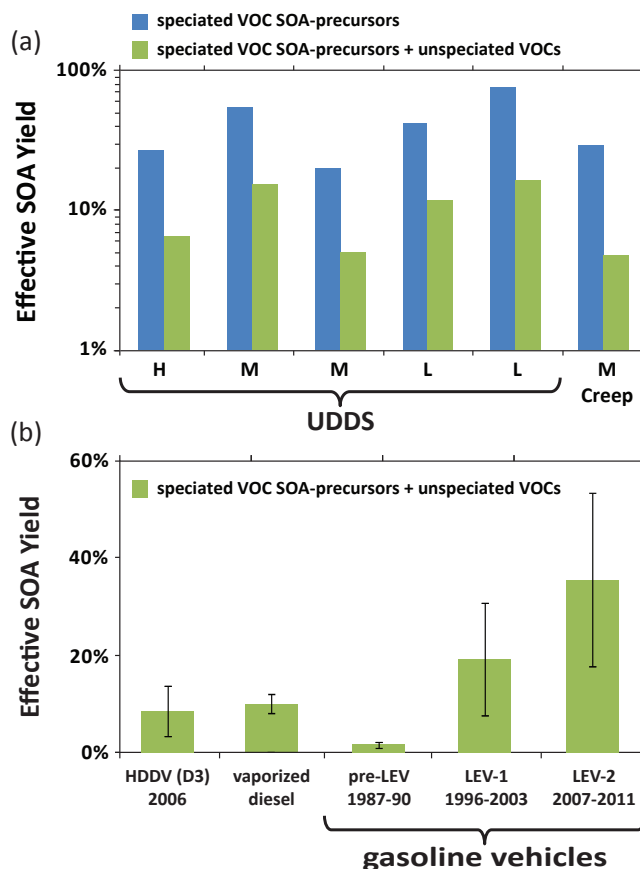 (a)
speciated VOC SOA-precursors
speciated VOC SOA-precursors + unspeciated VOCs
Effective SOA Yield
100%
10%
1%
H M M L L M
Creep
UDDS
(b)
speciated VOC SOA-precursors + unspeciated VOCs
Effective SOA Yield
60%
40%
20%
0%
HDDV (D3) vaporized pre-LEV LEV-1 LEV-2
2006 diesel 1987-90 1996-2003 2007-2011
gasoline vehicles